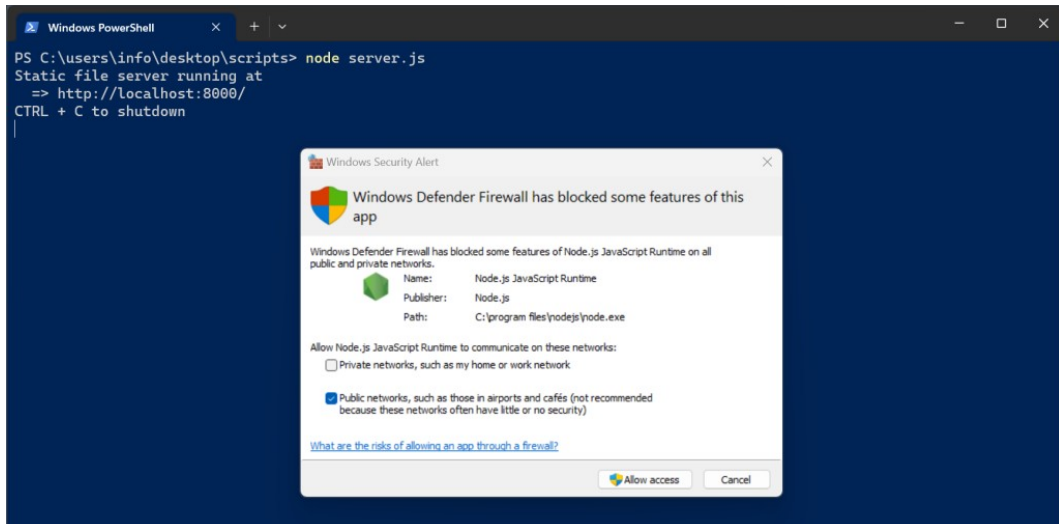 Windows PowerShell
PS C:\users\info\desktop\scripts> node server.js
Static file server running at
=> http://localhost:8000/
CTRL + C to shutdown
Windows Security Alert
Windows Defender Firewall has blocked some features of this
app
Windows Defender Firewall has blocked some features of Node.js JavaScript Runtime on all
public and private networks.
Name: Node.js JavaScript Runtime
Publisher: Node.js
Path: C:\program files\nodejs\node.exe
Allow Node.js JavaScript Runtime to communicate on these networks:
Private networks, such as my home or work network
Public networks, such as those in airports and cafés (not recommended
because these networks often have little or no security)
What are the risks of allowing an app through a firewall?
Allow access Cancel